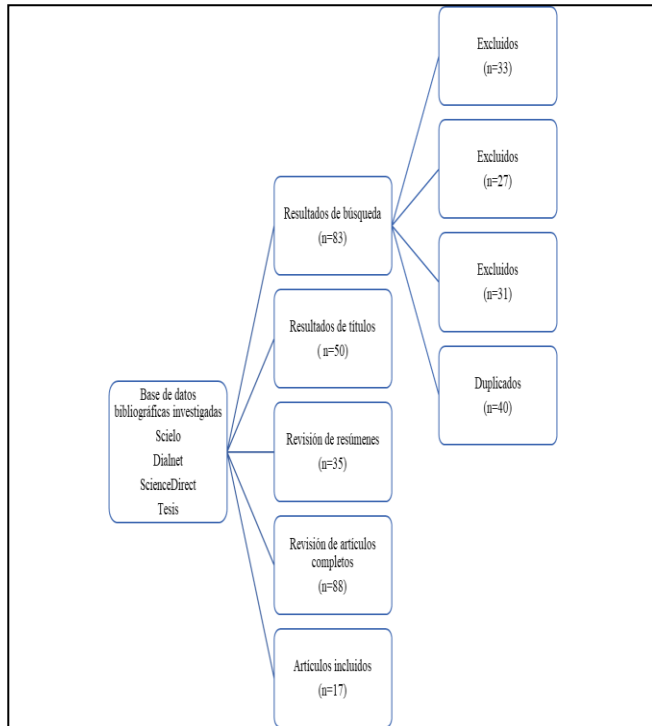 Base de datos
bibliográficas investigadas
Scielo
Dialnet
ScienceDirect
Tesis
Resultados de búsqueda
(n=83)
Resultados de títulos
( n=50)
Revisión de resúmenes
(n=35)
Revisión de artículos
completos
(n=88)
Artículos incluidos
(n=17)
Excluidos
(n=33)
Excluidos
(n=27)
Excluidos
(n=31)
Duplicados
(n=40)